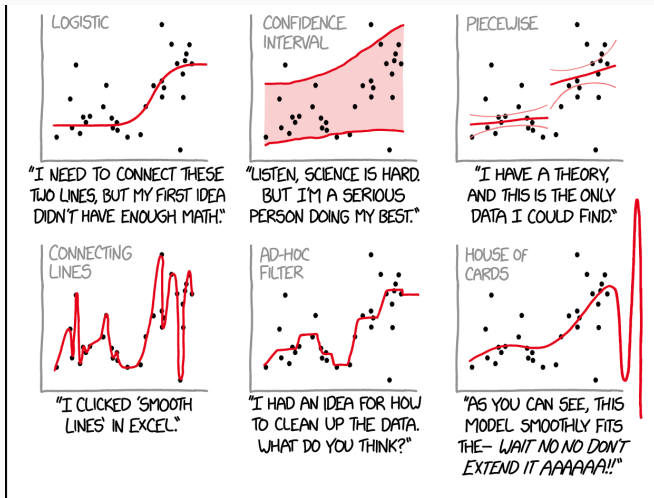 LOGISTIC
"I NEED TO CONNECT THESE
TWO LINES, BUT MY FIRST IDEA
DIDN'T HAVE ENOUGH MATH."
CONFIDENCE
INTERVAL
"LISTEN, SCIENCE IS HARD.
BUT I'M A SERIOUS
PERSON DOING MY BEST."
PIECEWISE
"I HAVE A THEORY,
AND THIS IS THE ONLY
DATA I COULD FIND."
CONNECTING
LINES
"I CLICKED 'SMOOTH
LINES' IN EXCEL."
AD-HOC
FILTER
"I HAD AN IDEA FOR HOW
TO CLEAN UP THE DATA.
WHAT DO YOU THINK?"
HOUSE OF
CARDS
"AS YOU CAN SEE, THIS
MODEL SMOOTHLY FITS
THE– WAIT NO NO DON'T
EXTEND IT AAAAAA!!"